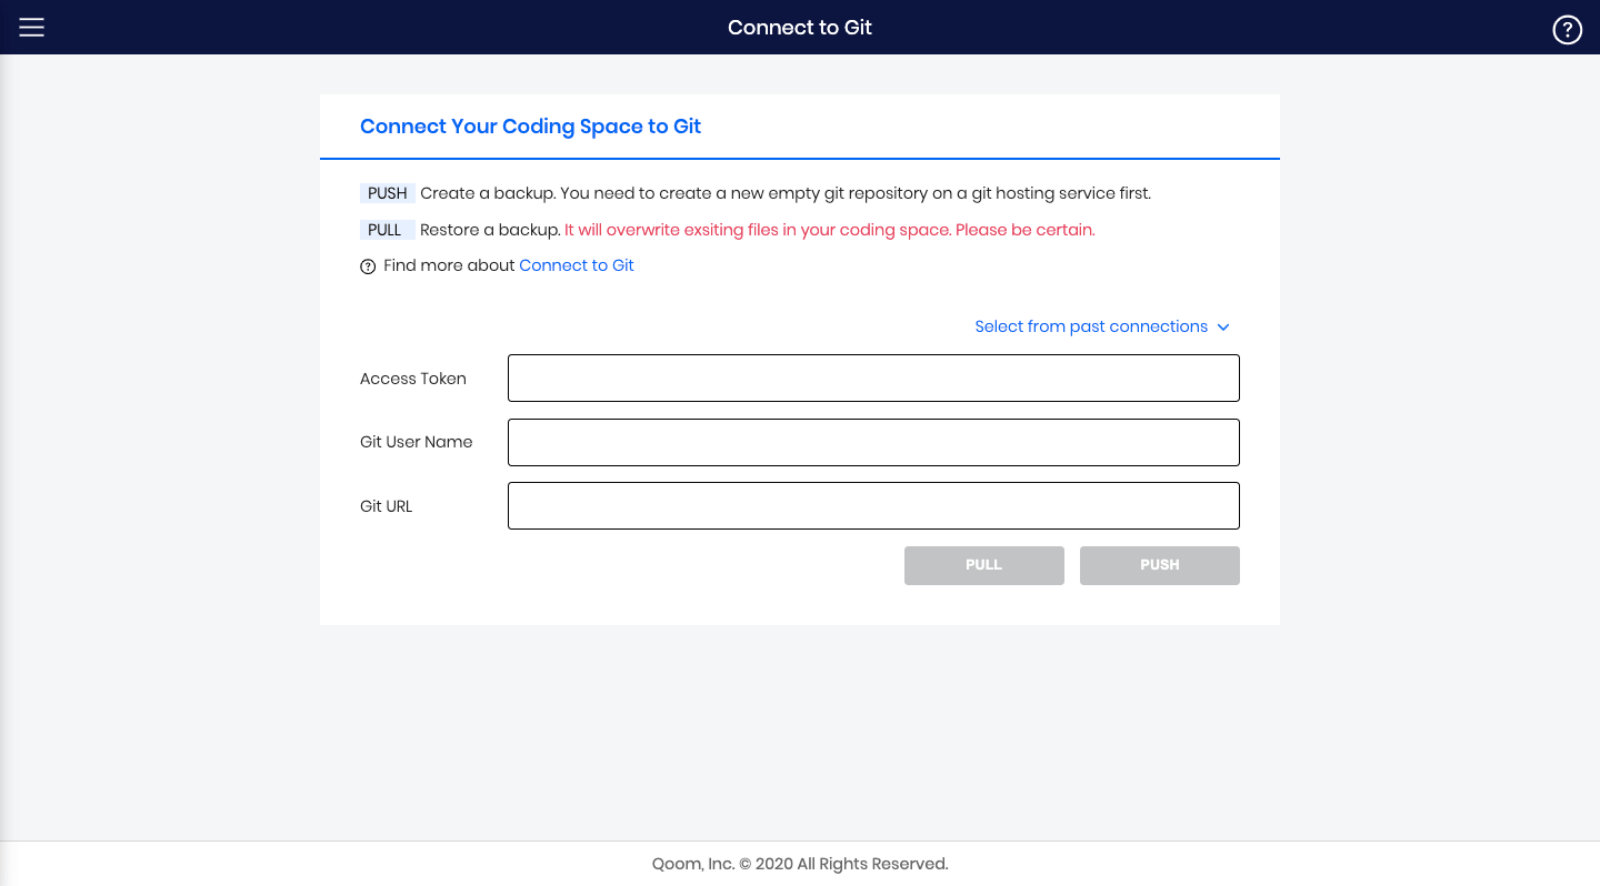 Connect to Git
?
Connect Your Coding Space to Git
PUSH Create a backup. You need to create a new empty git repository on a git hosting service first.
PULL Restore a backup. It will overwrite exsiting files in your coding space. Please be certain.
? Find more about Connect to Git
Select from past connections
Access Token
Git User Name
Git URL
PULL PUSH
Qoom, Inc. © 2020 All Rights Reserved.